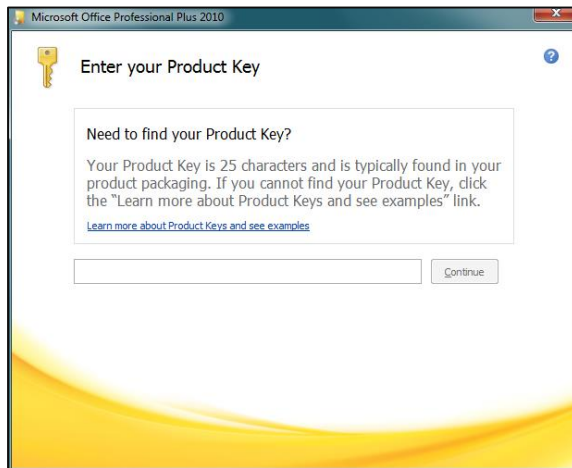 Microsoft Office Professional Plus 2010
Enter your Product Key
Need to find your Product Key?
Your Product Key is 25 characters and is typically found in your
product packaging. If you cannot find your Product Key, click
the “Learn more about Product Keys and see examples” link.
Learn more about Product Keys and see examples
Continue